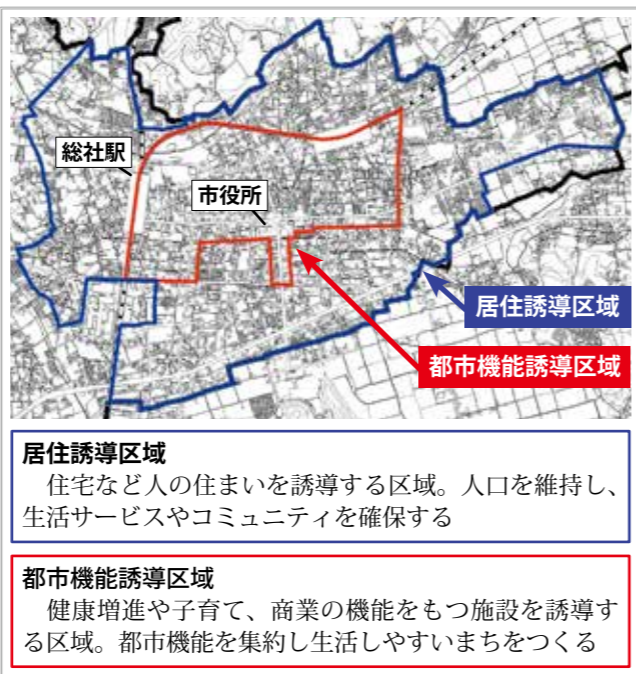 総社駅
市役所
居住誘導区域
都市機能誘導区域
居住誘導区域
　住宅など人の住まいを誘導する区域。人口を維持し、
生活サービスやコミュニティを確保する
都市機能誘導区域
　健康増進や子育て、商業の機能をもつ施設を誘導す
る区域。都市機能を集約し生活しやすいまちをつくる